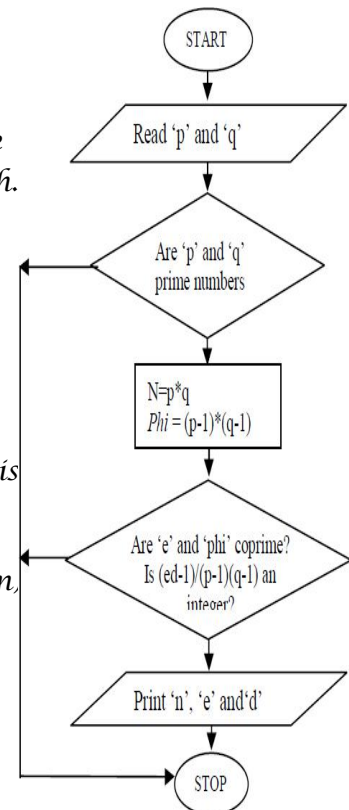 START
h.
Read ‘p’ and ‘q’
Are ‘p’ and ‘q’
prime numbers
N=p*q
Phi = (p-1)*(q-1)
is
Are ‘e’ and ‘phi’ coprime?
Is (ed-1)/(p-1)(q-1) an
integer?
n,
Print ‘n’, ‘e’ and‘d’
STOP